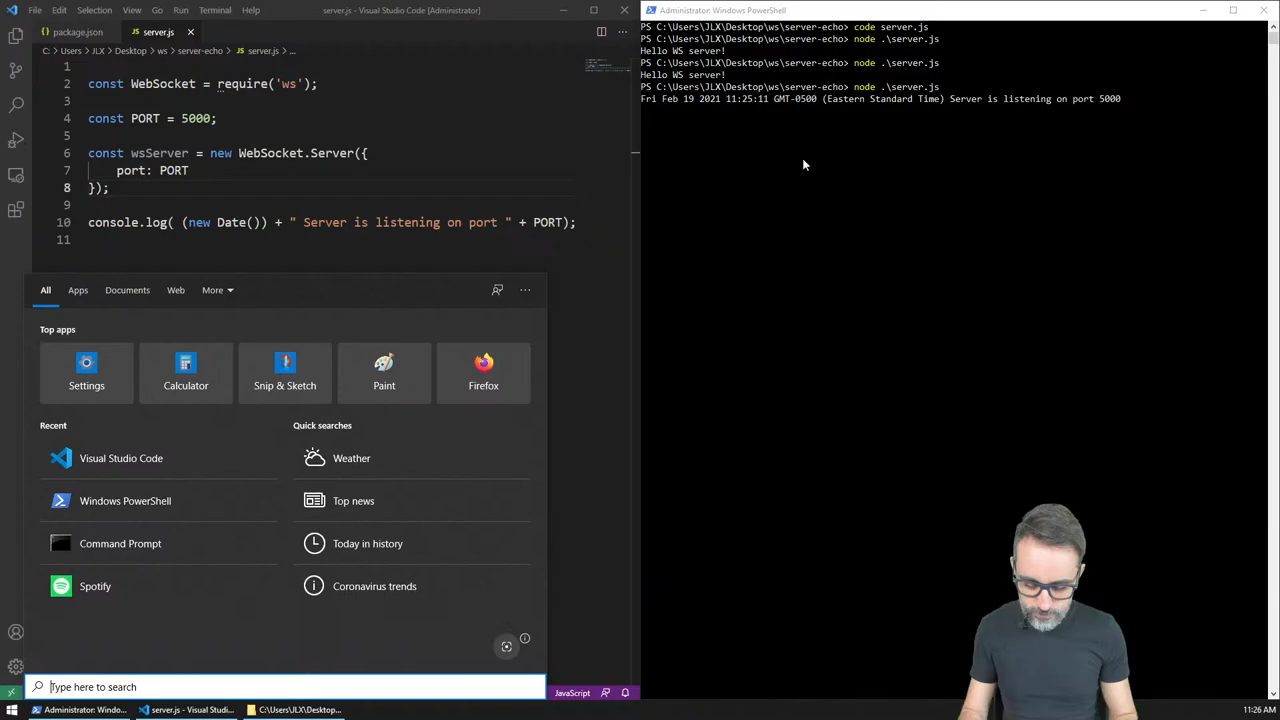 File Edit Selection View Go Run Terminal Help server.js - Visual Studio Code [Administrator]
package.json server.js
C: > Users > JLX > Desktop > ws > server-echo > server.js > ...
1
2 const WebSocket = require('ws');
3
4 const PORT = 5000;
5
6 const wsServer = new WebSocket.Server({
7 port: PORT
8 });
9
10 console.log( (new Date()) + " Server is listening on port " + PORT);
11
All Apps Documents Web More
Top apps
Settings Calculator Snip & Sketch Paint Firefox
Recent Quick searches
Visual Studio Code Weather
Windows PowerShell Top news
Command Prompt Today in history
Spotify Coronavirus trends
Type here to search
JavaScript
Administrator: Windows PowerShell
PS C:\Users\JLX\Desktop\ws\server-echo> code server.js
PS C:\Users\JLX\Desktop\ws\server-echo> node .\server.js
Hello WS server!
PS C:\Users\JLX\Desktop\ws\server-echo> node .\server.js
Hello WS server!
PS C:\Users\JLX\Desktop\ws\server-echo> node .\server.js
Fri Feb 19 2021 11:25:11 GMT-0500 (Eastern Standard Time) Server is listening on port 5000
Administrator: Windo... server.js - Visual Studi... C:\Users\JLX\Desktop... 11:26 AM